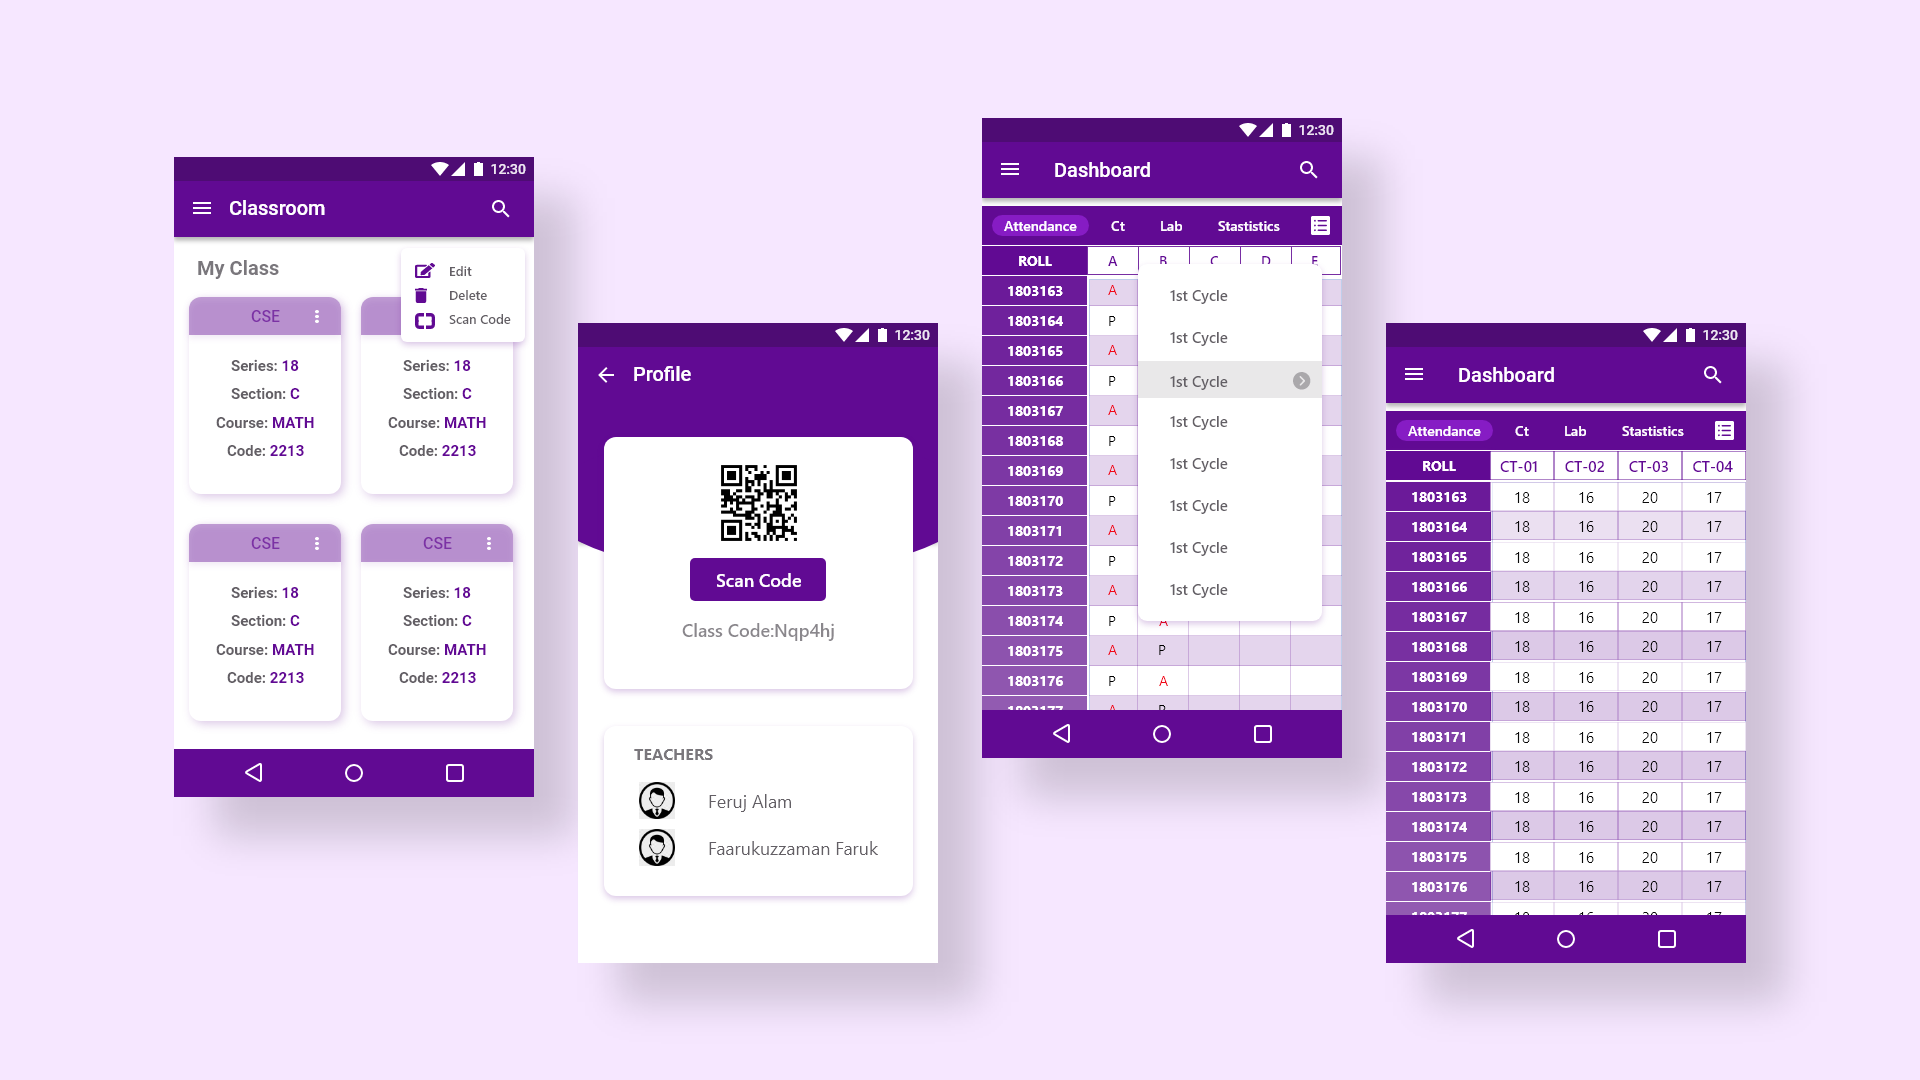 12:30
Classroom
My Class
Edit
Delete
Scan Code
CSE
Series: 18
Section: C
Course: MATH
Code: 2213
Series: 18
Section: C
Course: MATH
Code: 2213
CSE
Series: 18
Section: C
Course: MATH
Code: 2213
CSE
Series: 18
Section: C
Course: MATH
Code: 2213
12:30
Profile
Scan Code
Class Code:Nqp4hj
TEACHERS
Feruj Alam
Faarukuzzaman Faruk
12:30
Dashboard
Attendance Ct Lab Stastistics
ROLL A B C D E
1803163 A
1803164 P
1803165 A
1803166 P
1803167 A
1803168 P
1803169 A
1803170 P
1803171 A
1803172 P
1803173 A
1803174 P A
1803175 A P
1803176 P A
1803177 A P
1st Cycle
1st Cycle
1st Cycle
1st Cycle
1st Cycle
1st Cycle
1st Cycle
1st Cycle
12:30
Dashboard
Attendance Ct Lab Stastistics
ROLL CT-01 CT-02 CT-03 CT-04
1803163 18 16 20 17
1803164 18 16 20 17
1803165 18 16 20 17
1803166 18 16 20 17
1803167 18 16 20 17
1803168 18 16 20 17
1803169 18 16 20 17
1803170 18 16 20 17
1803171 18 16 20 17
1803172 18 16 20 17
1803173 18 16 20 17
1803174 18 16 20 17
1803175 18 16 20 17
1803176 18 16 20 17
1803177 18 16 20 17